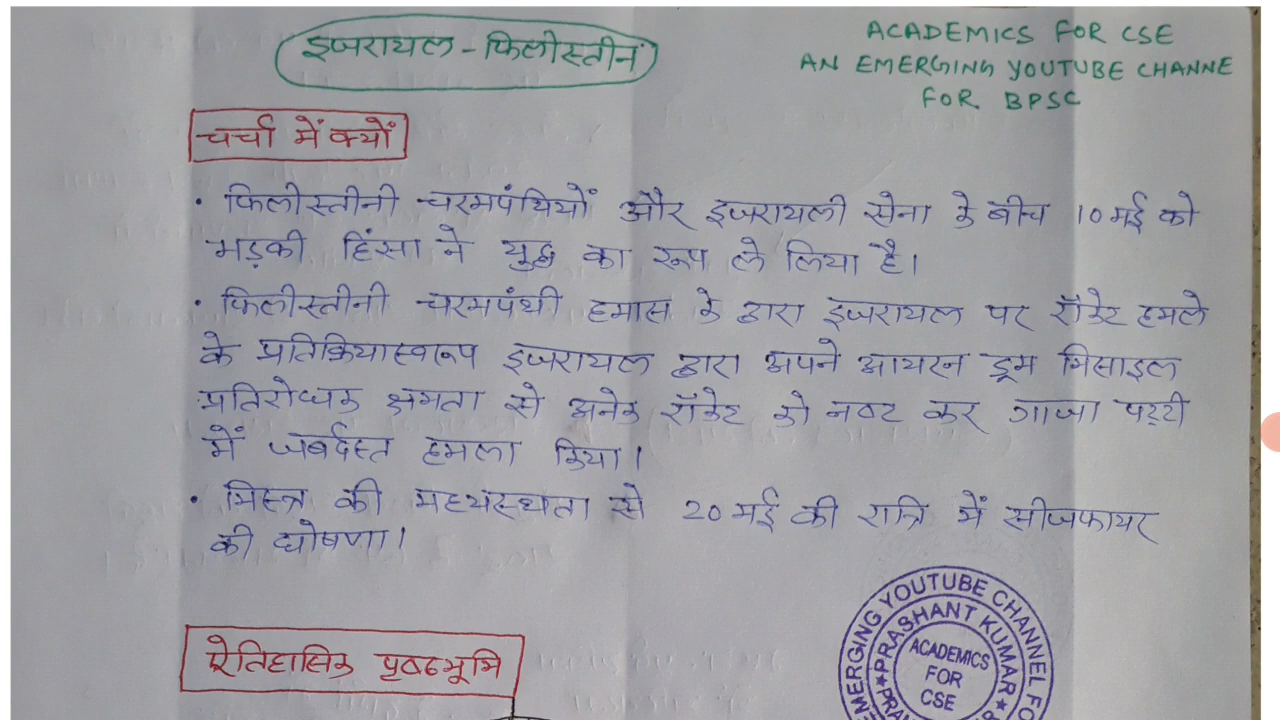 इजरायल - फिलीस्तीन
ACADEMICS FOR CSE
AN EMERGING YOUTUBE CHANNE
FOR BPSC
चर्चा में क्यों
• फिलीस्तीनी चरमपंथियों और इजरायली सेना के बीच 10 मई को
भड़की हिंसा ने युद्ध का रूप ले लिया है।
• फिलीस्तीनी चरमपंथी हमास के द्वारा इजरायल पर रॉकेट हमले
के प्रतिक्रियास्वरूप इजरायल द्वारा अपने आयरन डूम मिसाइल
प्रतिरोधक क्षमता से अनेक रॉकेट को नष्ट कर गाजा पट्टी
में जबर्दस्त हमला किया।
• मिस्त्र की मध्यस्थता से 20 मई की रात्रि में सीजफायर
की घोषणा।
ऐतिहासिक पृष्ठभूमि
EMERGING YOUTUBE CHANNEL FO
PRASHANT KUMAR
ACADEMICS
FOR
CSE